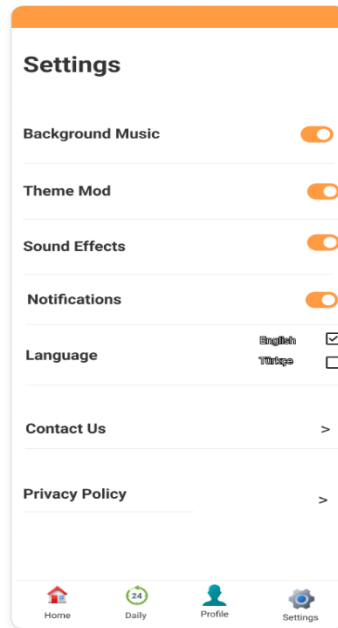 Settings
Background Music
Theme Mod
Sound Effects
Notifications
Language
English
Türkçe
Contact Us
>
Privacy Policy
>
24
Home
Daily
Profile
Settings